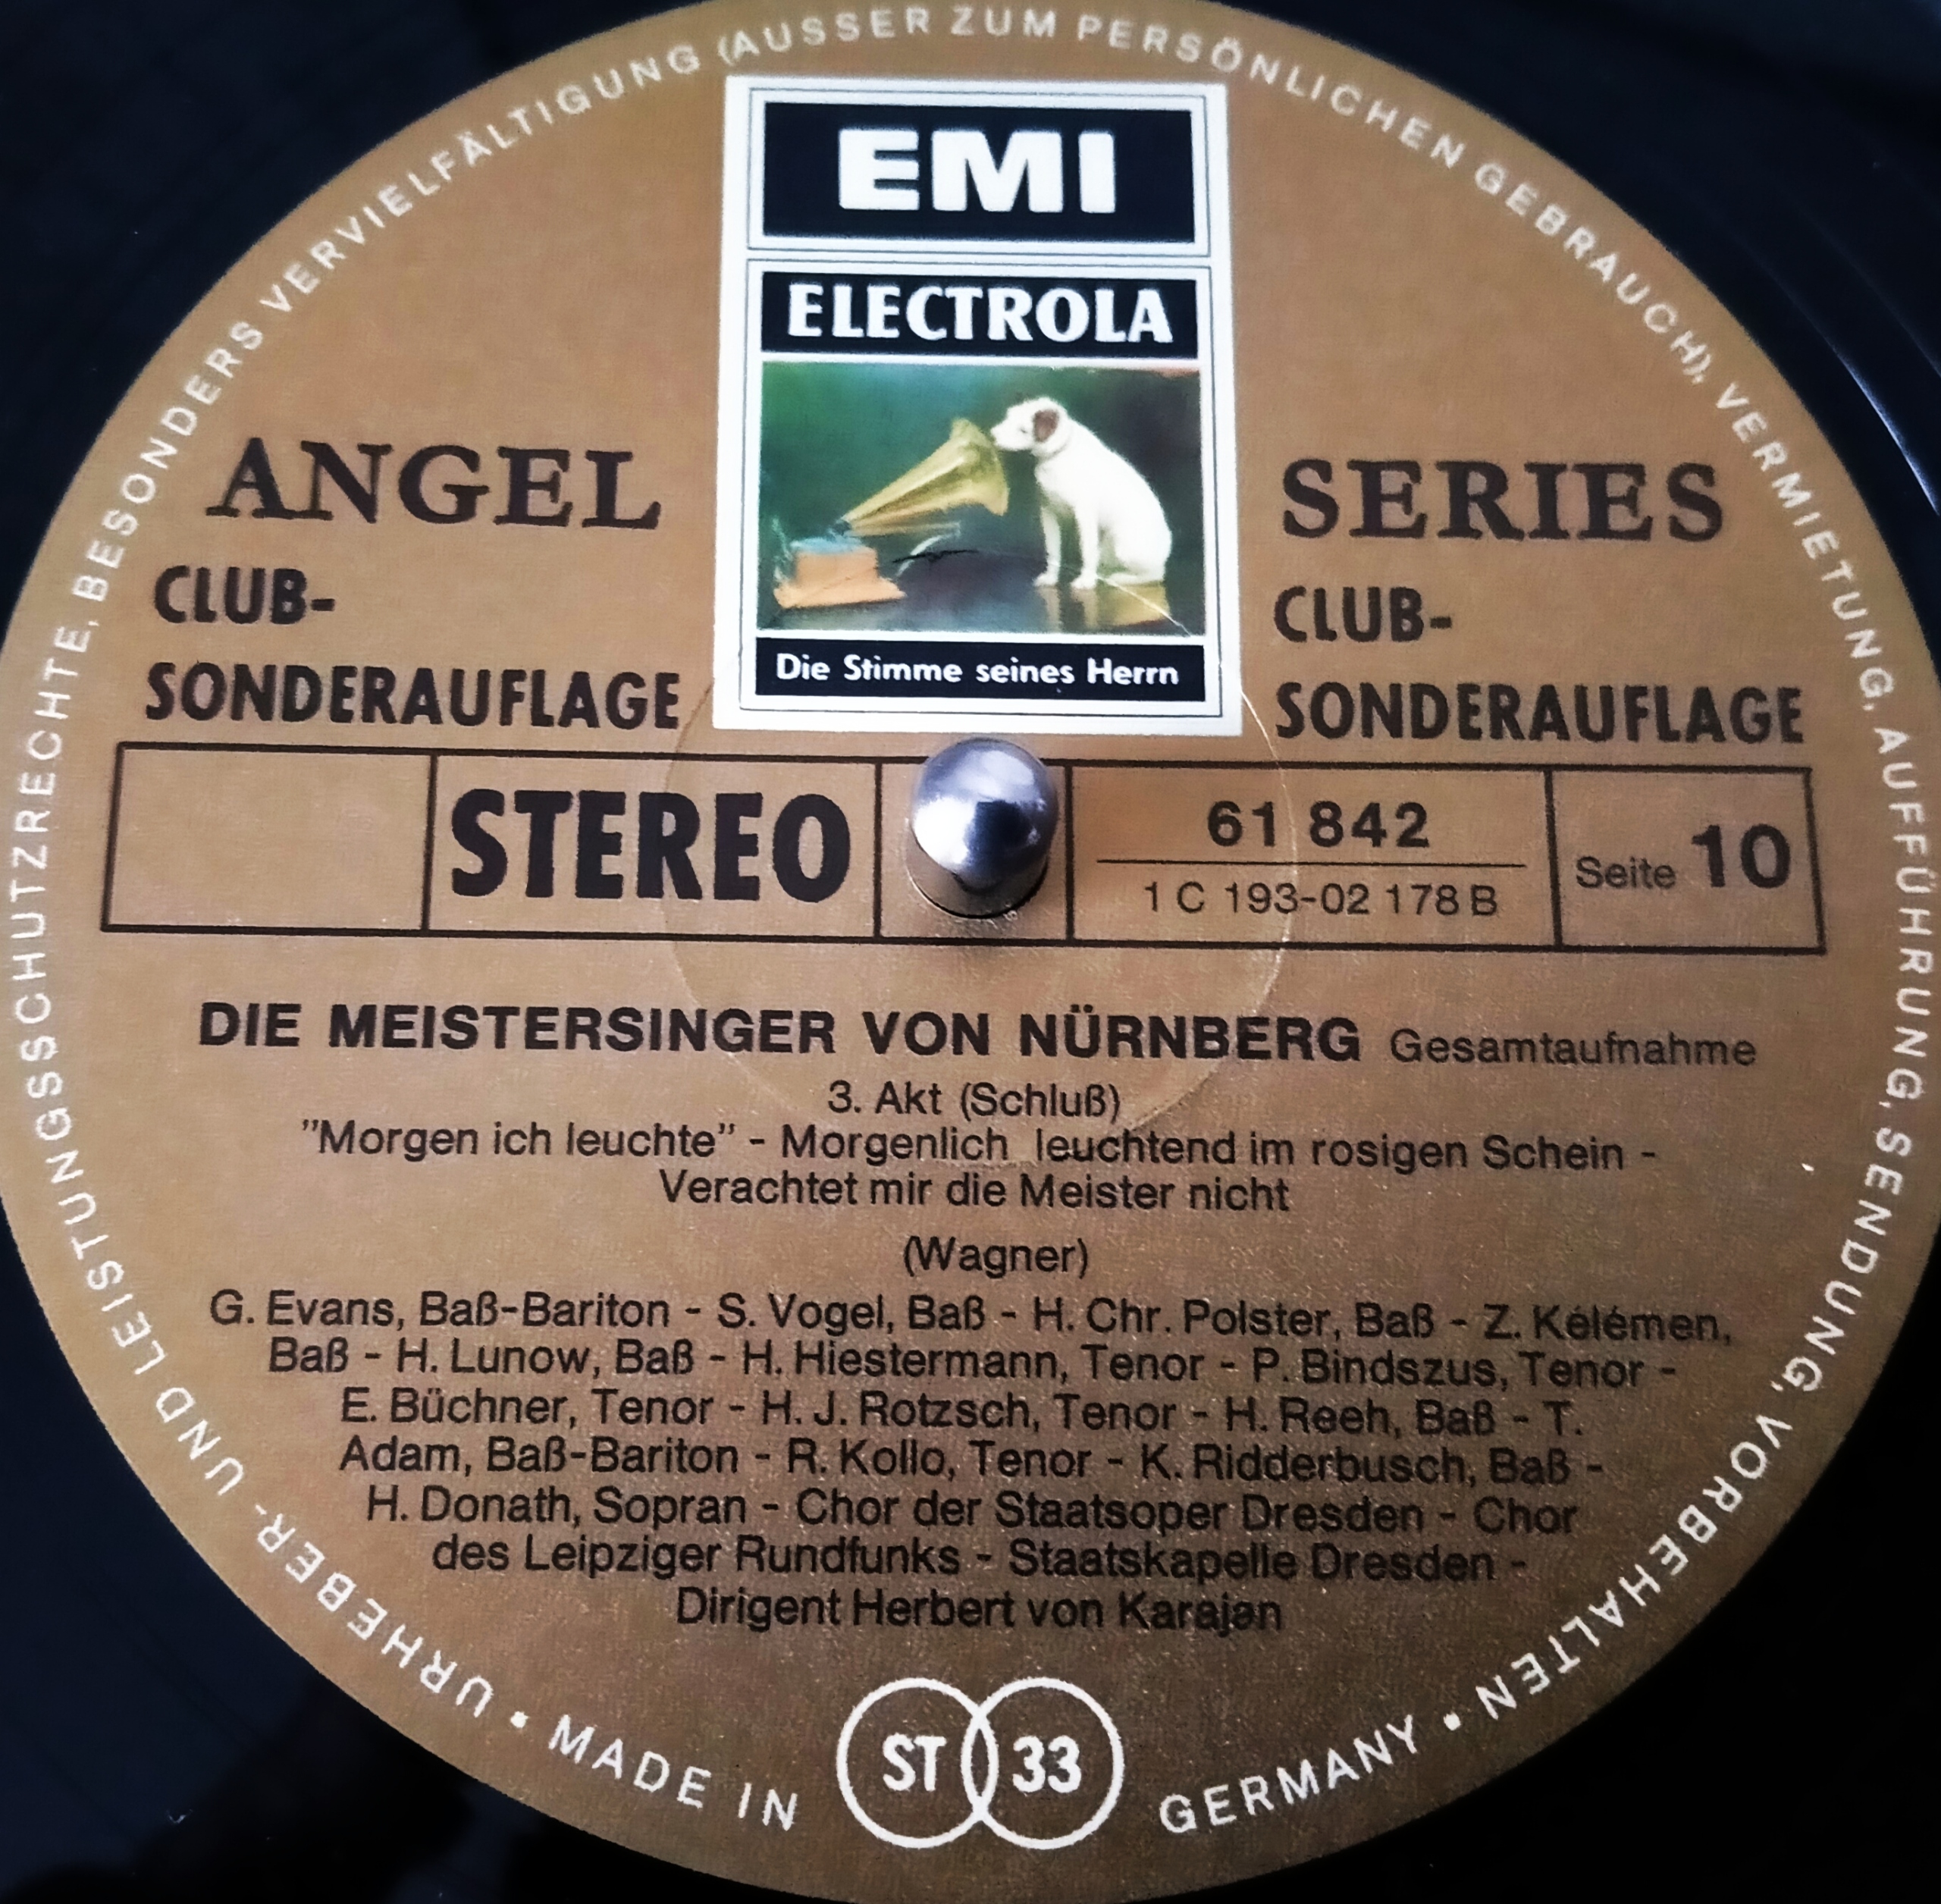 EMI
ELECTROLA
Die Stimme seines Herrn
ANGEL SERIES
CLUB-
SONDERAUFLAGE
CLUB-
SONDERAUFLAGE
STEREO
61 842
1 C 193-02 178 B
Seite 10
DIE MEISTERSINGER VON NÜRNBERG Gesamtaufnahme
3. Akt (Schluß)
"Morgen ich leuchte" - Morgenlich leuchtend im rosigen Schein -
Verachtet mir die Meister nicht
(Wagner)
G. Evans, Baß-Bariton - S. Vogel, Baß - H. Chr. Polster, Baß - Z. Kélémen,
Baß - H. Lunow, Baß - H. Hiestermann, Tenor - P. Bindszus, Tenor -
E. Büchner, Tenor - H. J. Rotzsch, Tenor - H. Reeh, Baß - T.
Adam, Baß-Bariton - R. Kollo, Tenor - K. Ridderbusch, Baß -
H. Donath, Sopran - Chor der Staatsoper Dresden - Chor
des Leipziger Rundfunks - Staatskapelle Dresden -
Dirigent Herbert von Karajan
ST 33
URHEBER- UND LEISTUNGSSCHUTZRECHTE, BESONDERS VERVIELFÄLTIGUNG (AUSSER ZUM PERSÖNLICHEN GEBRAUCH), VERMIETUNG, AUFFÜHRUNG, SENDUNG, VORBEHALTEN • MADE IN GERMANY •